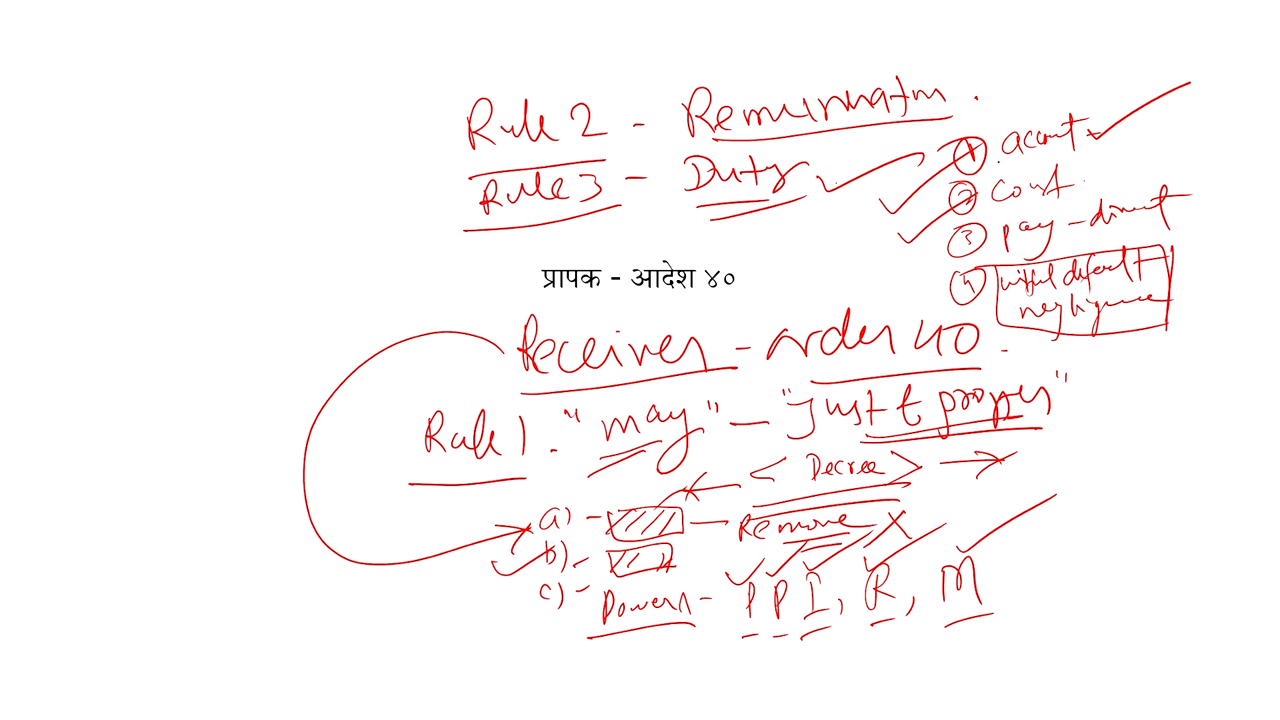 Rule 2 - Remuneration.
Rule 3 - Duty
① account
② court
③ pay - direct
④ wilful default
negligence
प्रापक - आदेश ४०
Receiver - order 40.
Rule 1. "may" - "just & proper"
< Decree >
a) - Remove X
b) -
c) - Powers - P P I, R, M